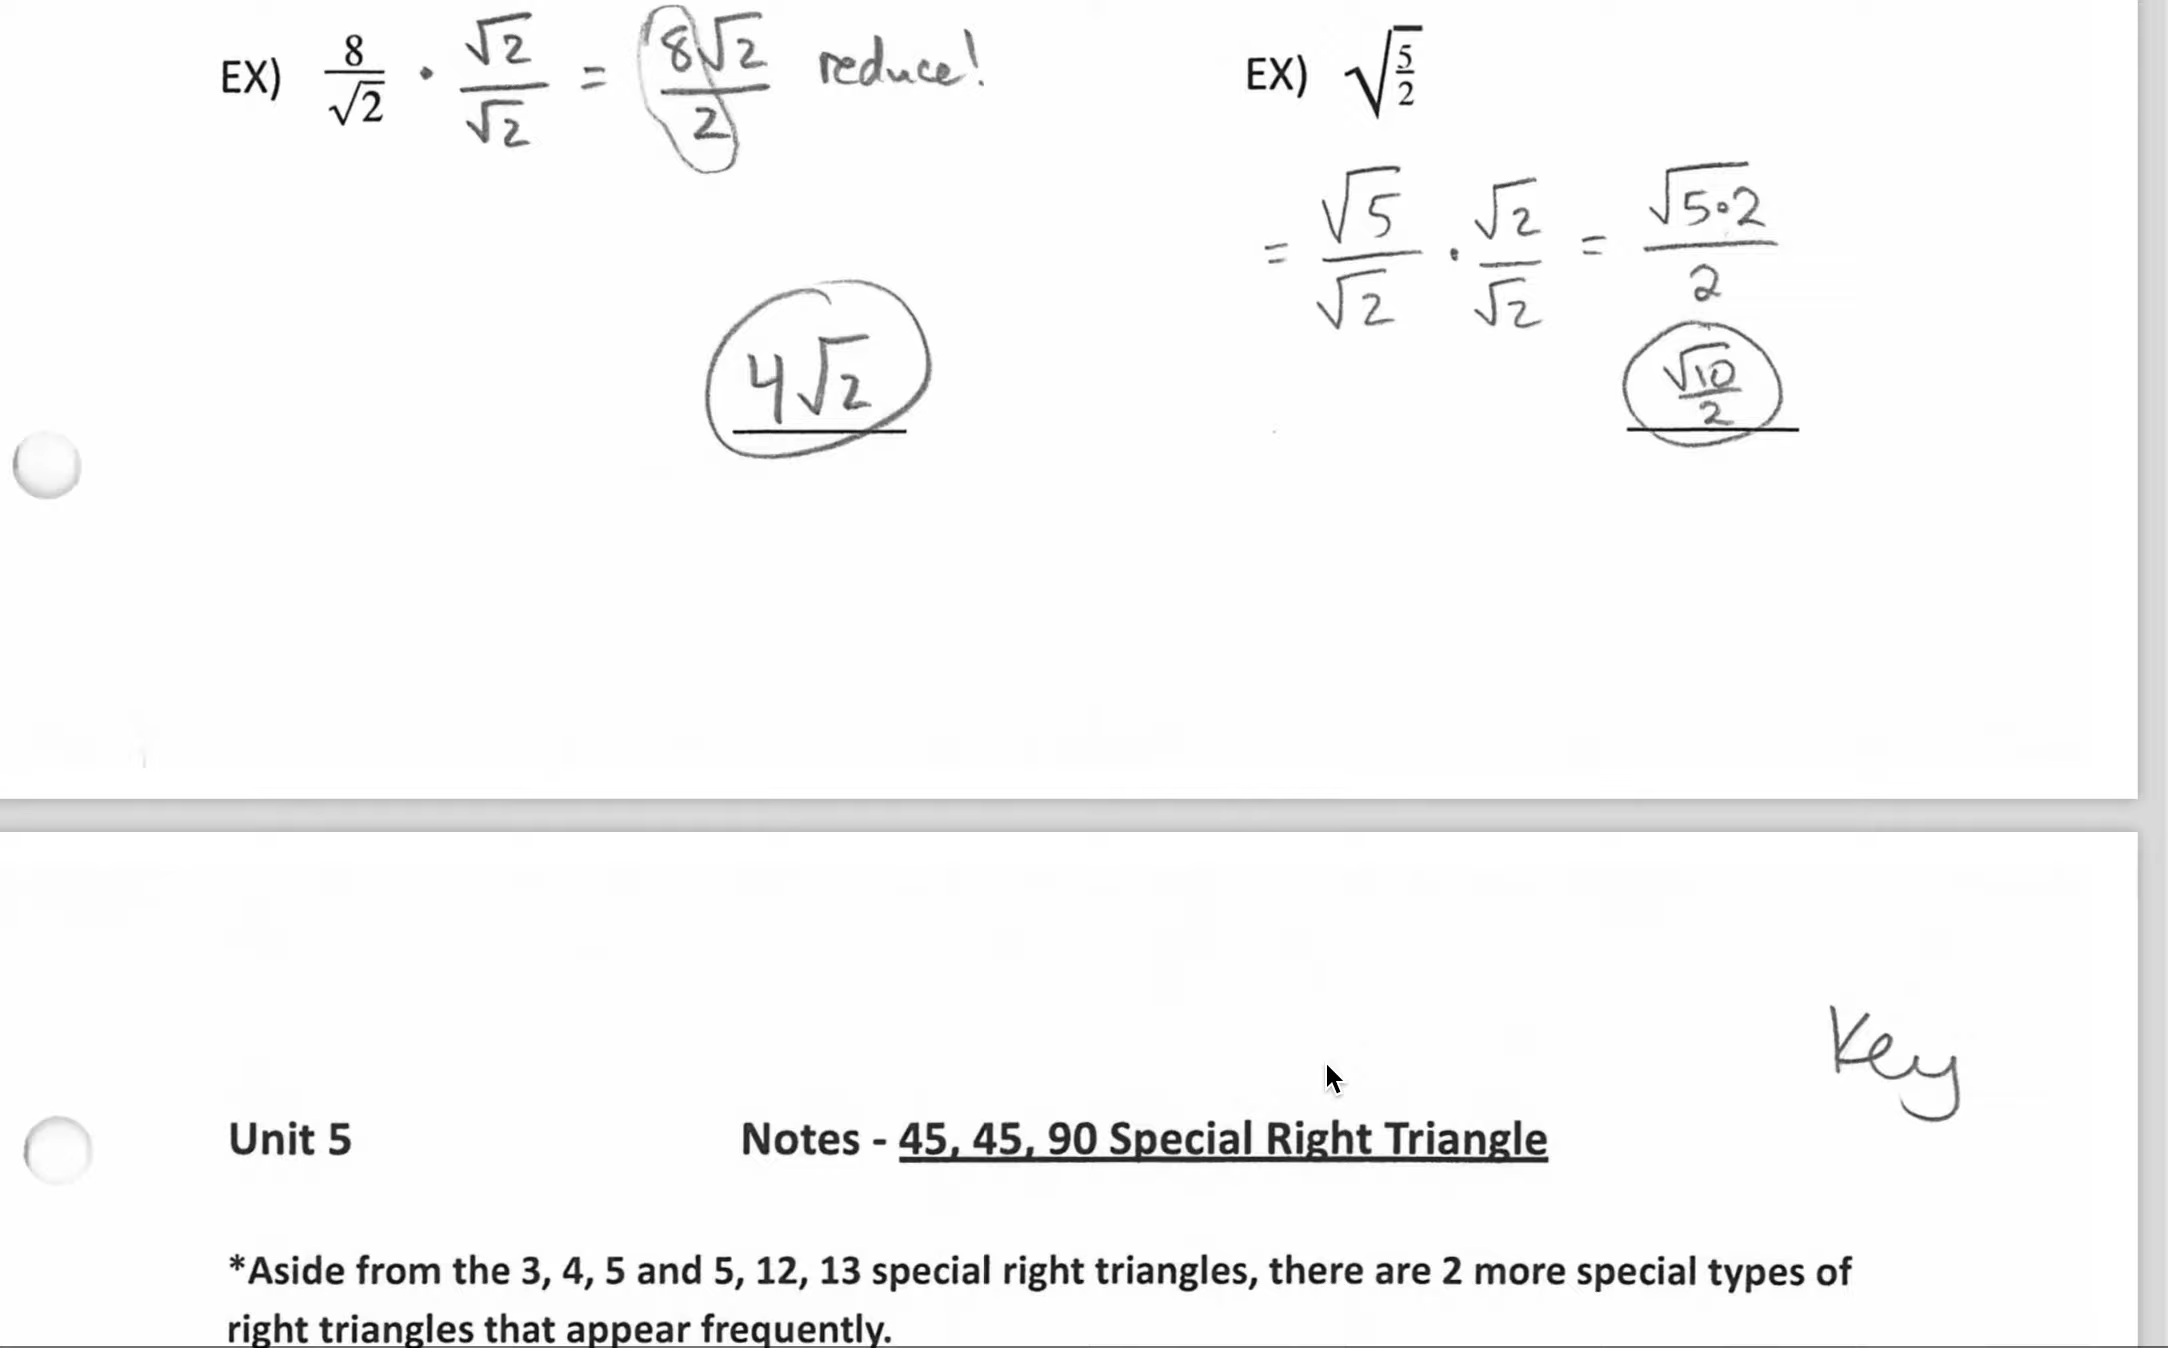 EX) 8/√2 · √2/√2 = 8√2/2 reduce!
4√2
EX) √(5/2)
= √5/√2 · √2/√2 = √5·2/2
√10/2
Key
Unit 5 Notes - 45, 45, 90 Special Right Triangle
*Aside from the 3, 4, 5 and 5, 12, 13 special right triangles, there are 2 more special types of
right triangles that appear frequently.